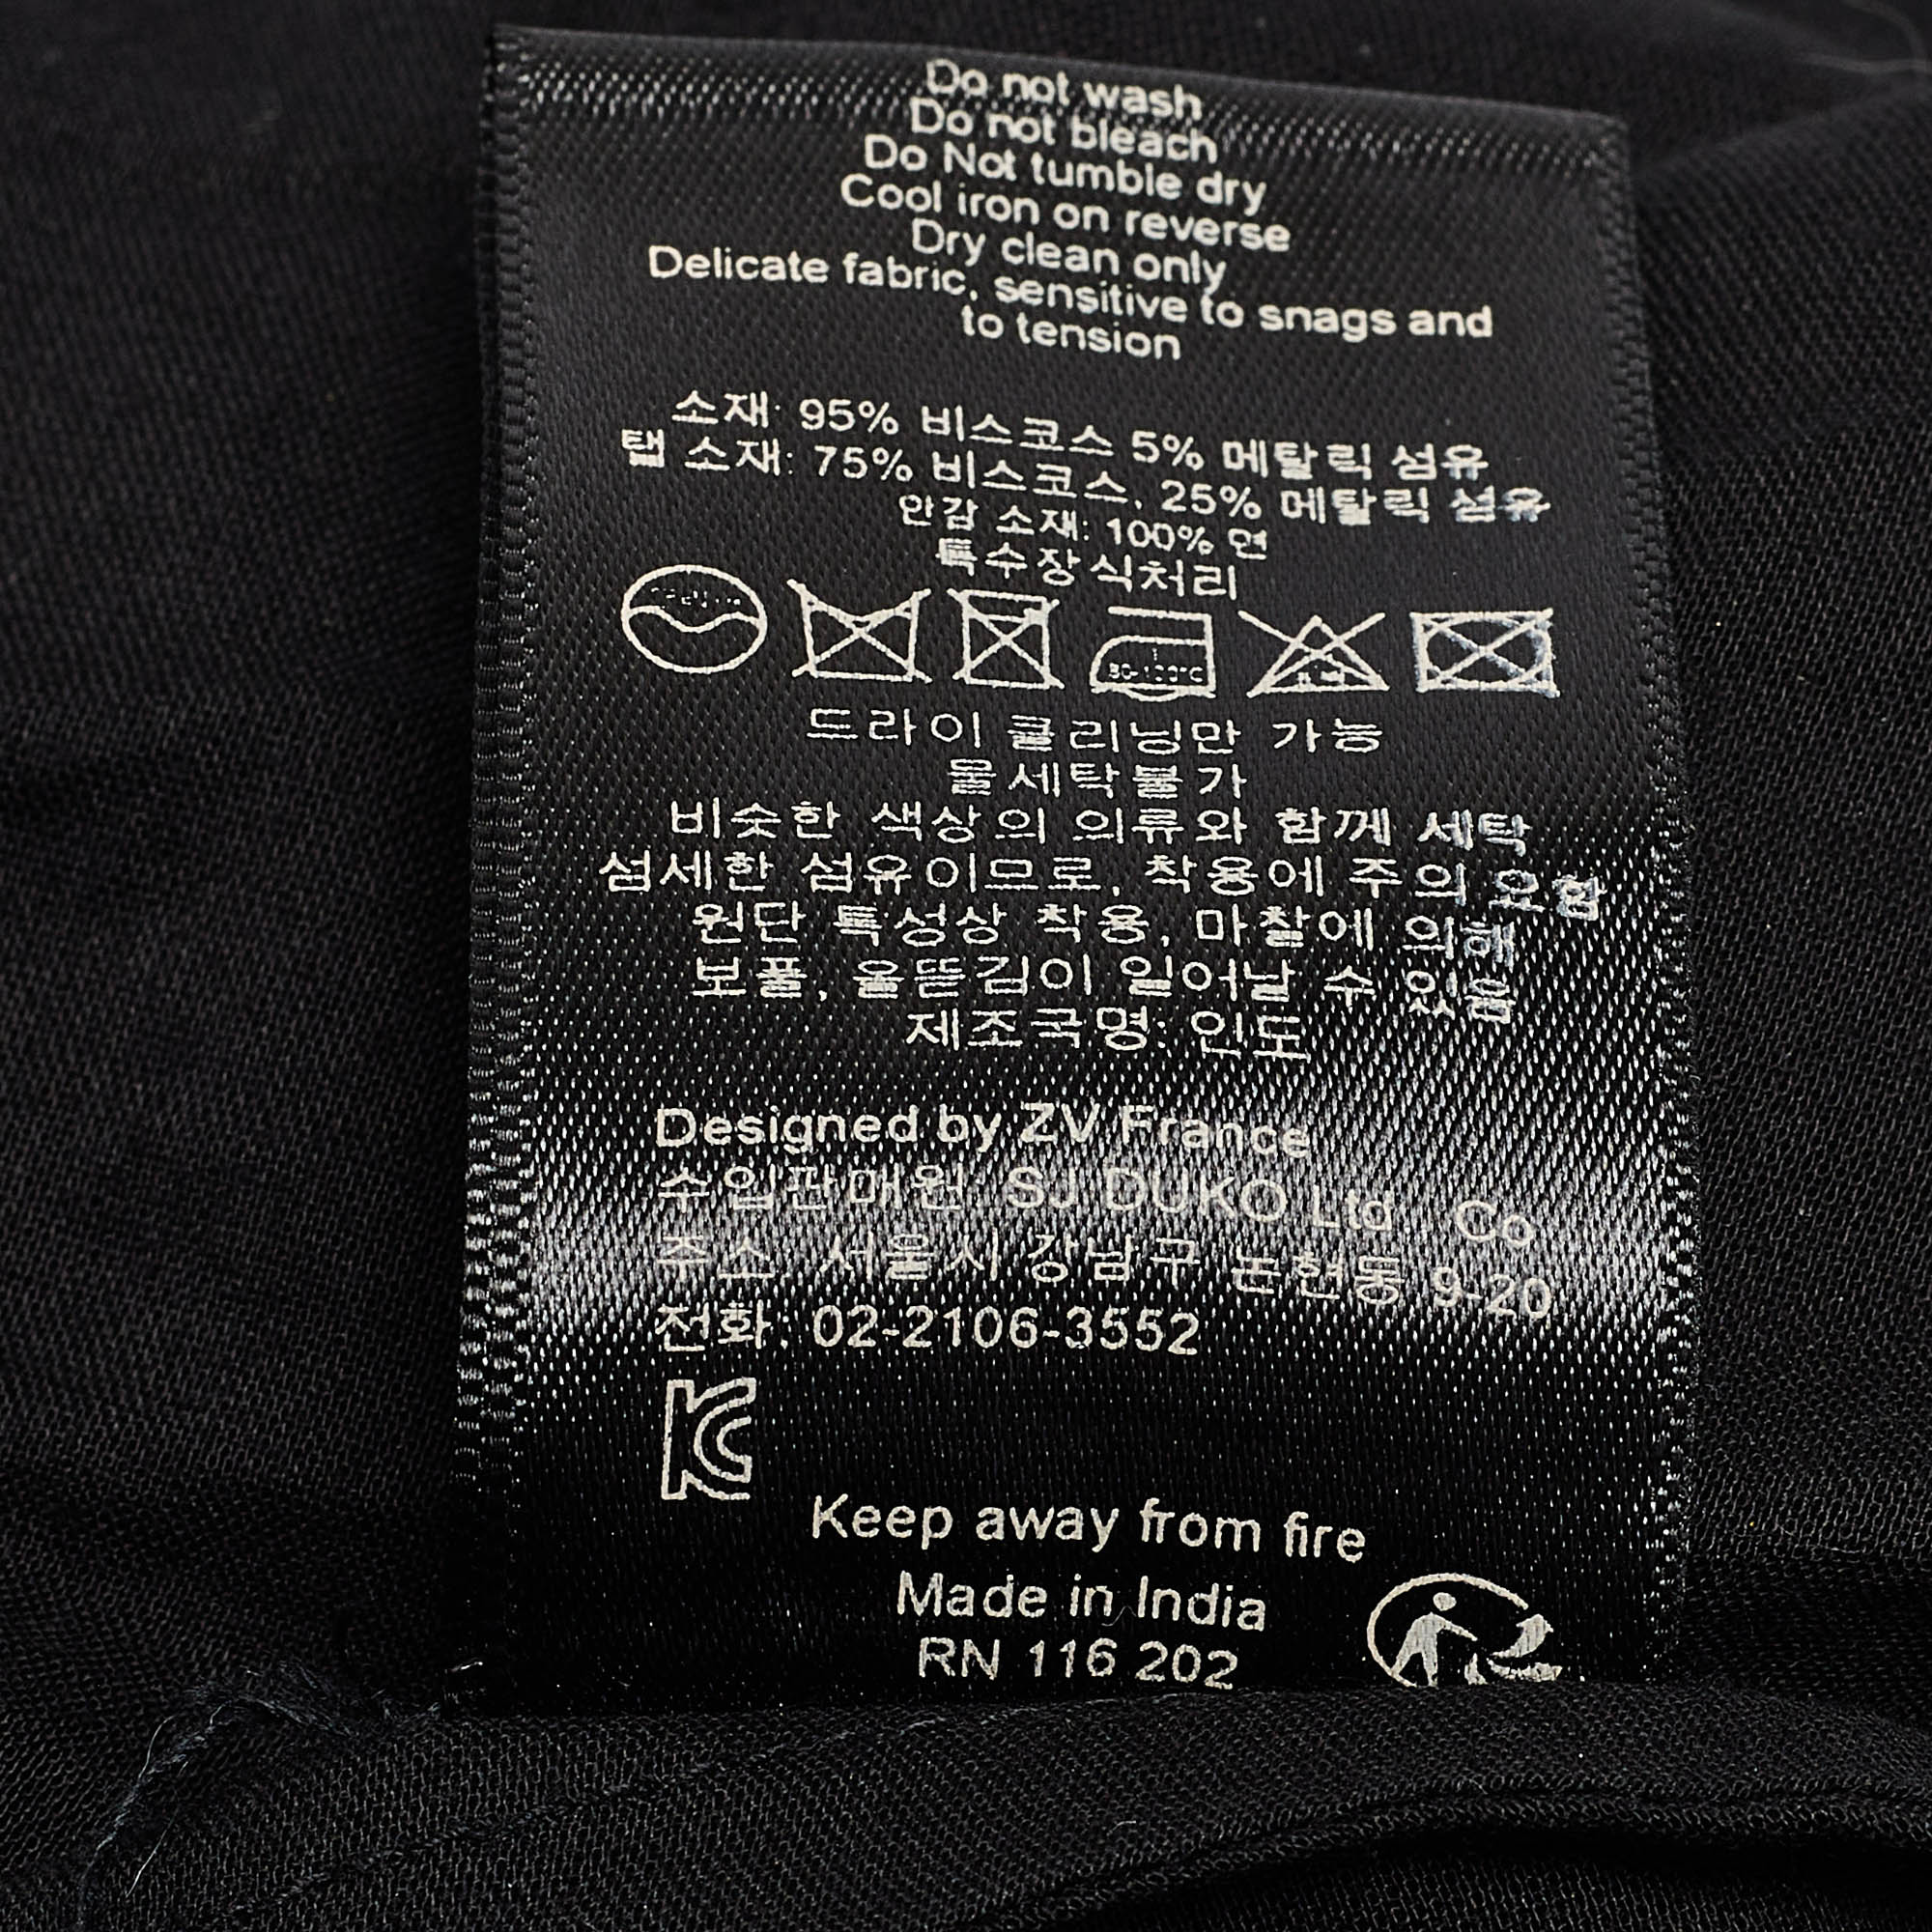 Do not wash
Do not bleach
Do Not tumble dry
Cool iron on reverse
Dry clean only
Delicate fabric, sensitive to snags and
to tension
소재: 95% 비스코스 5% 메탈릭 섬유
탭 소재: 75% 비스코스, 25% 메탈릭 섬유
안감 소재: 100% 면
특수장식처리
80-120°C
드라이 클리닝만 가능
물세탁불가
비슷한 색상의 의류와 함께 세탁
섬세한 섬유이므로, 착용에 주의 요함
원단 특성상 착용, 마찰에 의해
보풀, 올뜯김이 일어날 수 있음
제조국명: 인도
Designed by ZV France
수입판매원 SJ DUKO Ltd Co
주소 서울시 강남구 논현동 9-20
전화: 02-2106-3552
KC
Keep away from fire
Made in India
RN 116 202